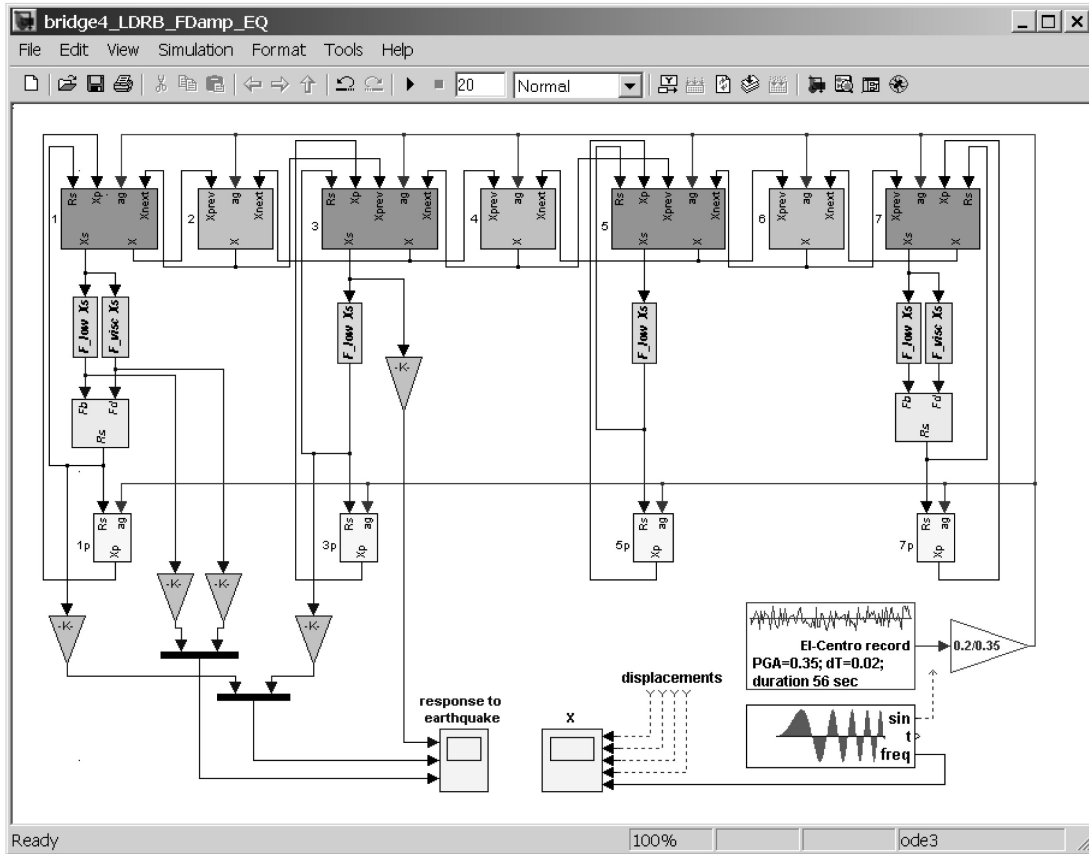 bridge4_LDRB_FDamp_EQ
File Edit View Simulation Format Tools Help
20 Normal
Rs Xp ag Xnext
Xprev ag Xnext
Rs Xp Xprev ag Xnext
Xprev ag Xnext
Rs Xp Xprev ag Xnext
Xprev ag Xnext
Xprev ag Xp Rs
1 2 3 4 5 6 7
Xs X
X
Xs X
X
Xs X
X
Xs X
F_low Xs
F_visc Xs
F_low Xs
F_low Xs
F_low Xs
F_visc Xs
-K-
Fb Fd
Rs
Fb Fd
Rs
Rs ag
Xp
1p
Rs ag
Xp
3p
Rs ag
Xp
5p
Rs ag
Xp
7p
-K- -K-
-K- -K-
El-Centro record
PGA=0.35; dT=0.02;
duration 56 sec
0.2/0.35
displacements
response to
earthquake
X
sin
t
freq
Ready 100% ode3